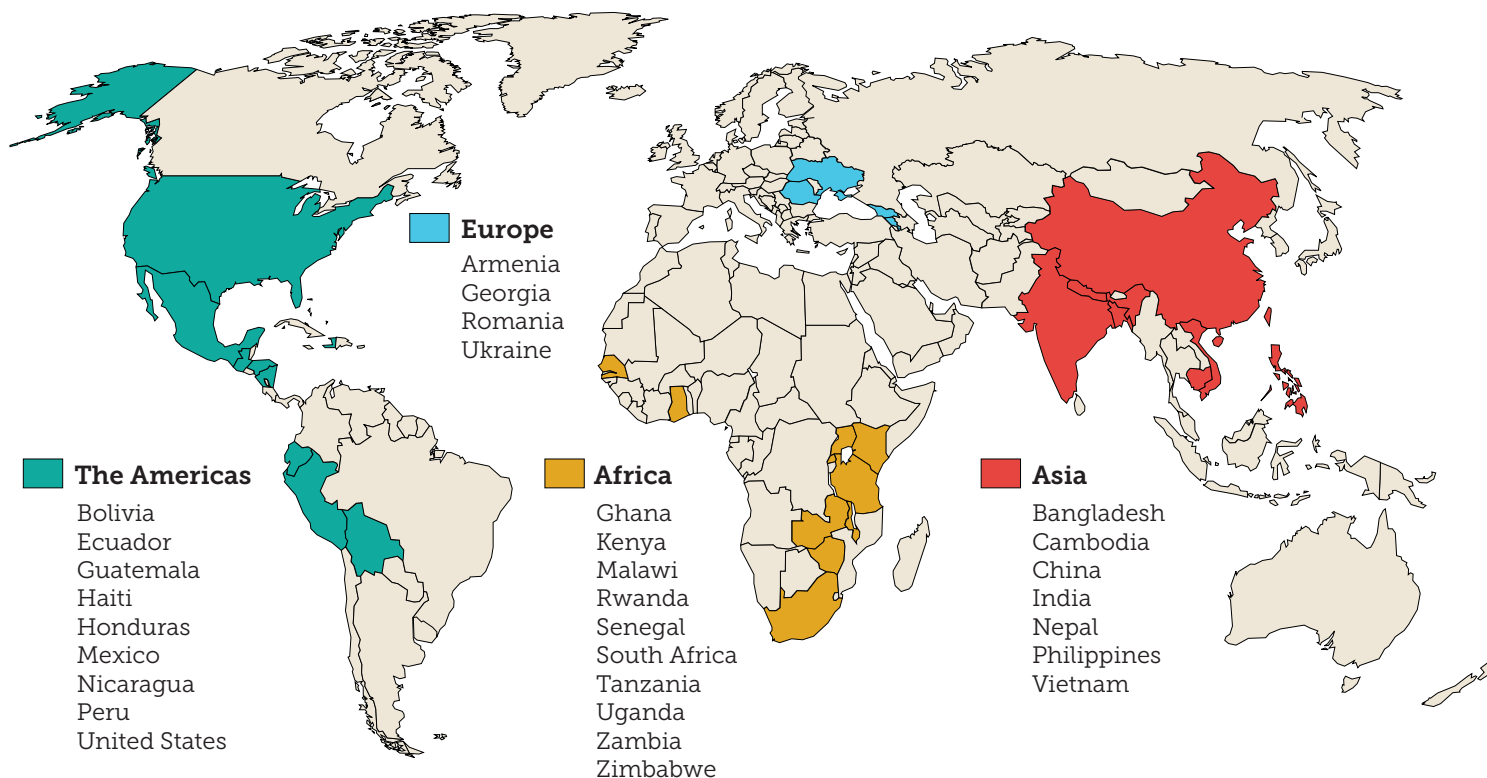 Europe
Armenia
Georgia
Romania
Ukraine
The Americas
Bolivia
Ecuador
Guatemala
Haiti
Honduras
Mexico
Nicaragua
Peru
United States
Africa
Ghana
Kenya
Malawi
Rwanda
Senegal
South Africa
Tanzania
Uganda
Zambia
Zimbabwe
Asia
Bangladesh
Cambodia
China
India
Nepal
Philippines
Vietnam